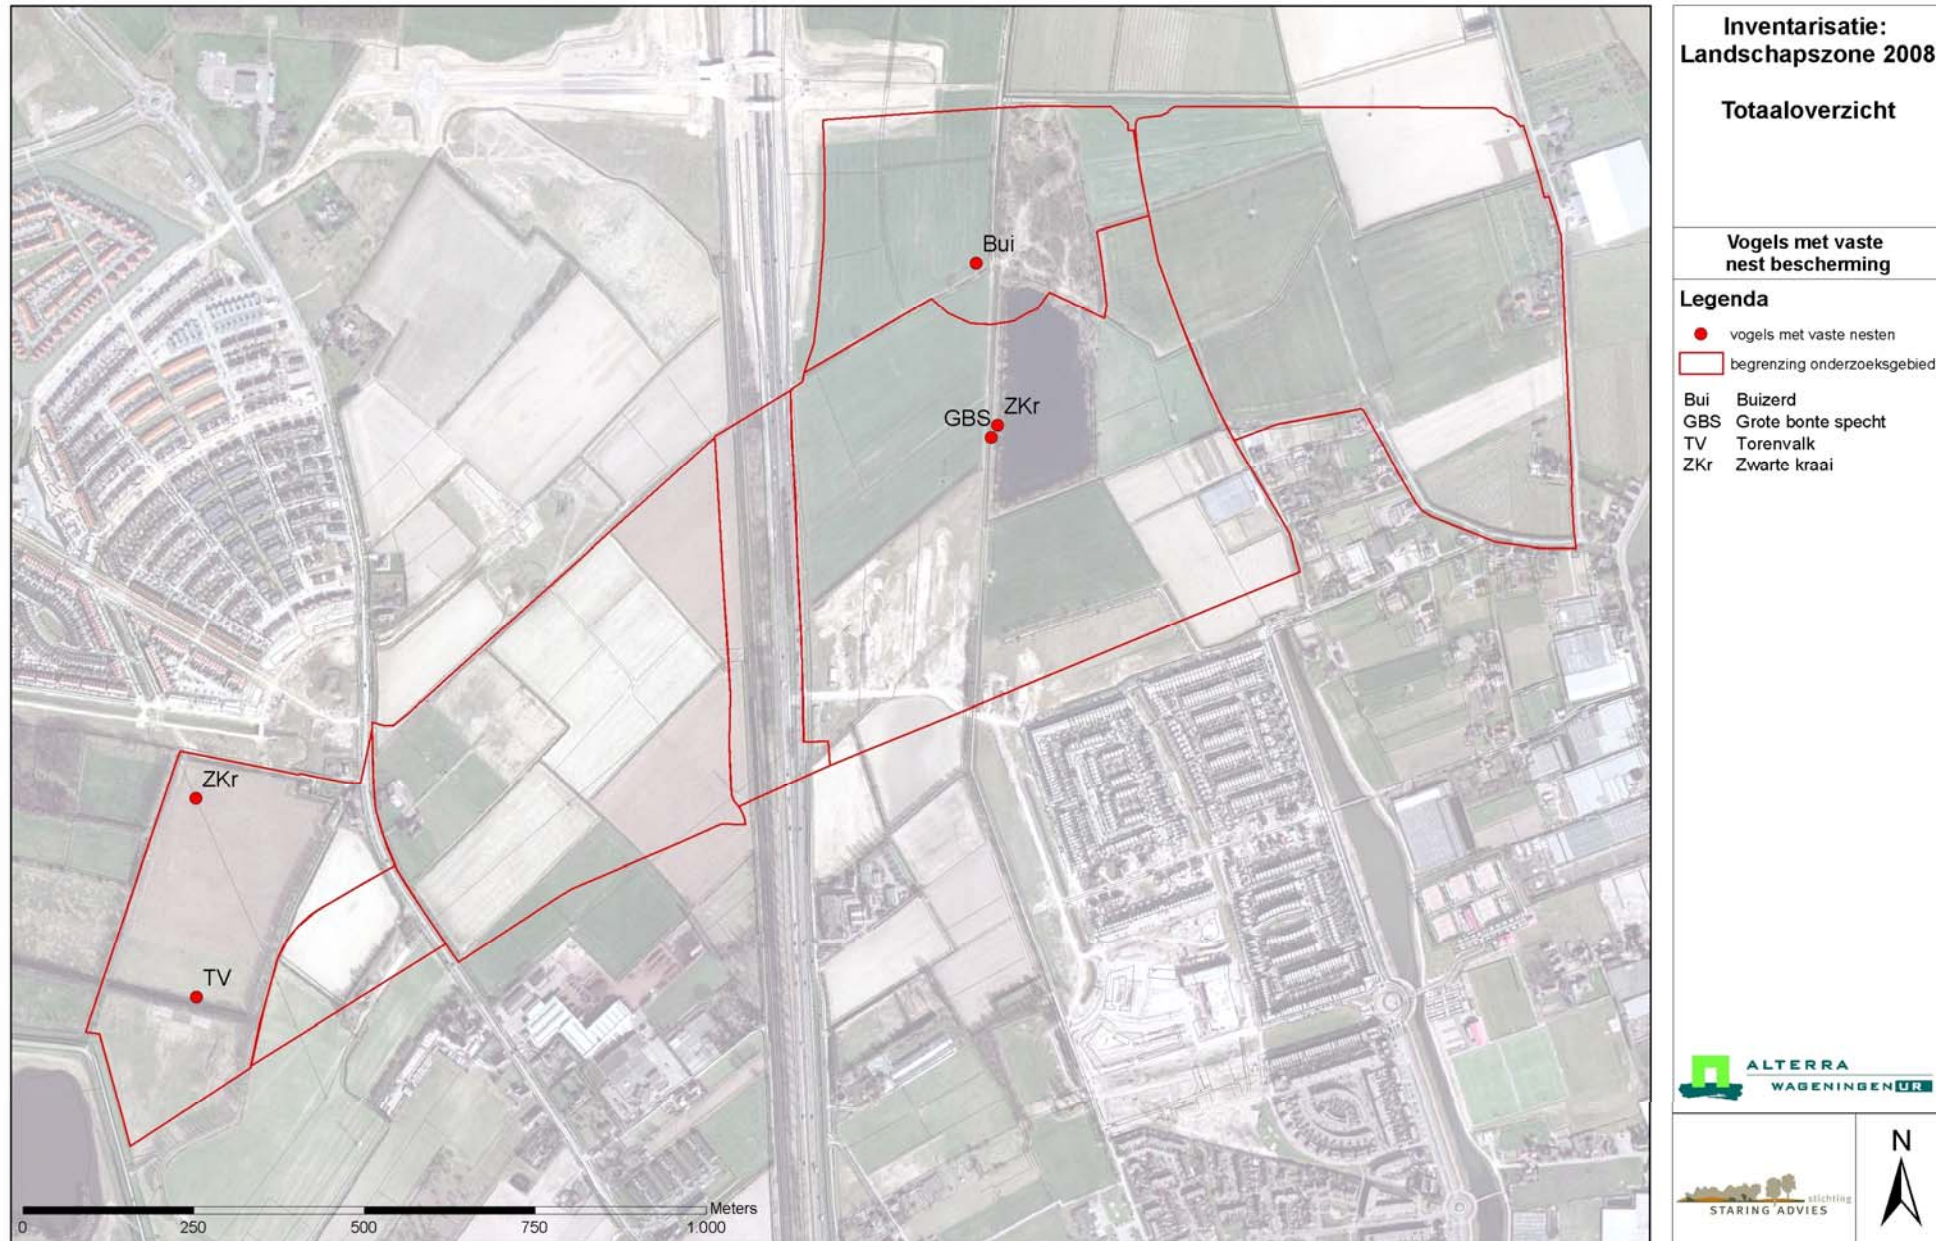 Inventarisatie:
Landschapszone 2008
Totaaloverzicht
Vogels met vaste
nest bescherming
Legenda
vogels met vaste nesten
begrenzing onderzoeksgebied
Bui Buizerd
GBS Grote bonte specht
TV Torenvalk
ZKr Zwarte kraai
Bui
ZKr
GBS
ZKr
TV
0 250 500 750 1.000 Meters
ALTERRA
WAGENINGEN UR
stichting
STARING ADVIES
N